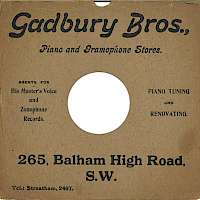 Gadbury Bros.,
Piano and Gramophone Stores.
AGENTS FOR
His Master's Voice
and
Zonophone
Records.
PIANO TUNING
AND
RENOVATING.
265, Balham High Road,
S.W.
Tel.: Streatham, 2467.